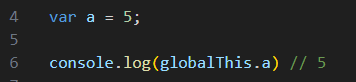 4 var a = 5;
5
6 console.log(globalThis.a) // 5